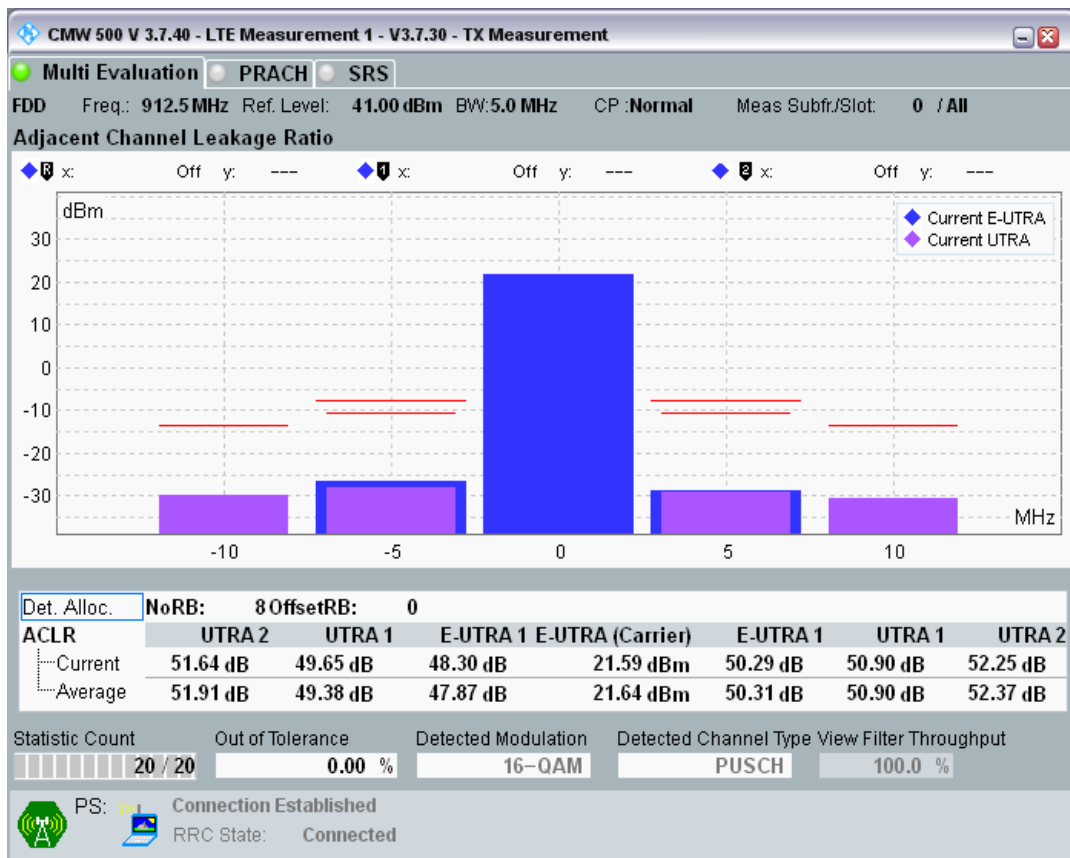 CMW 500 V 3.7.40 - LTE Measurement 1 - V3.7.30 - TX Measurement
Multi Evaluation PRACH SRS
FDD Freq.: 912.5 MHz Ref. Level: 41.00 dBm BW:5.0 MHz CP :Normal Meas Subfr./Slot: 0 / All
Adjacent Channel Leakage Ratio
R x: Off y: --- 1 x: Off y: --- 2 x: Off y: ---
dBm
Current E-UTRA
Current UTRA
30
20
10
0
-10
-20
-30
MHz
-10 -5 0 5 10
Det. Alloc. NoRB: 8 OffsetRB: 0
ACLR UTRA 2 UTRA 1 E-UTRA 1 E-UTRA (Carrier) E-UTRA 1 UTRA 1 UTRA 2
Current 51.64 dB 49.65 dB 48.30 dB 21.59 dBm 50.29 dB 50.90 dB 52.25 dB
Average 51.91 dB 49.38 dB 47.87 dB 21.64 dBm 50.31 dB 50.90 dB 52.37 dB
Statistic Count Out of Tolerance Detected Modulation Detected Channel Type View Filter Throughput
20 / 20 0.00 % 16-QAM PUSCH 100.0 %
PS: Connection Established
RRC State: Connected